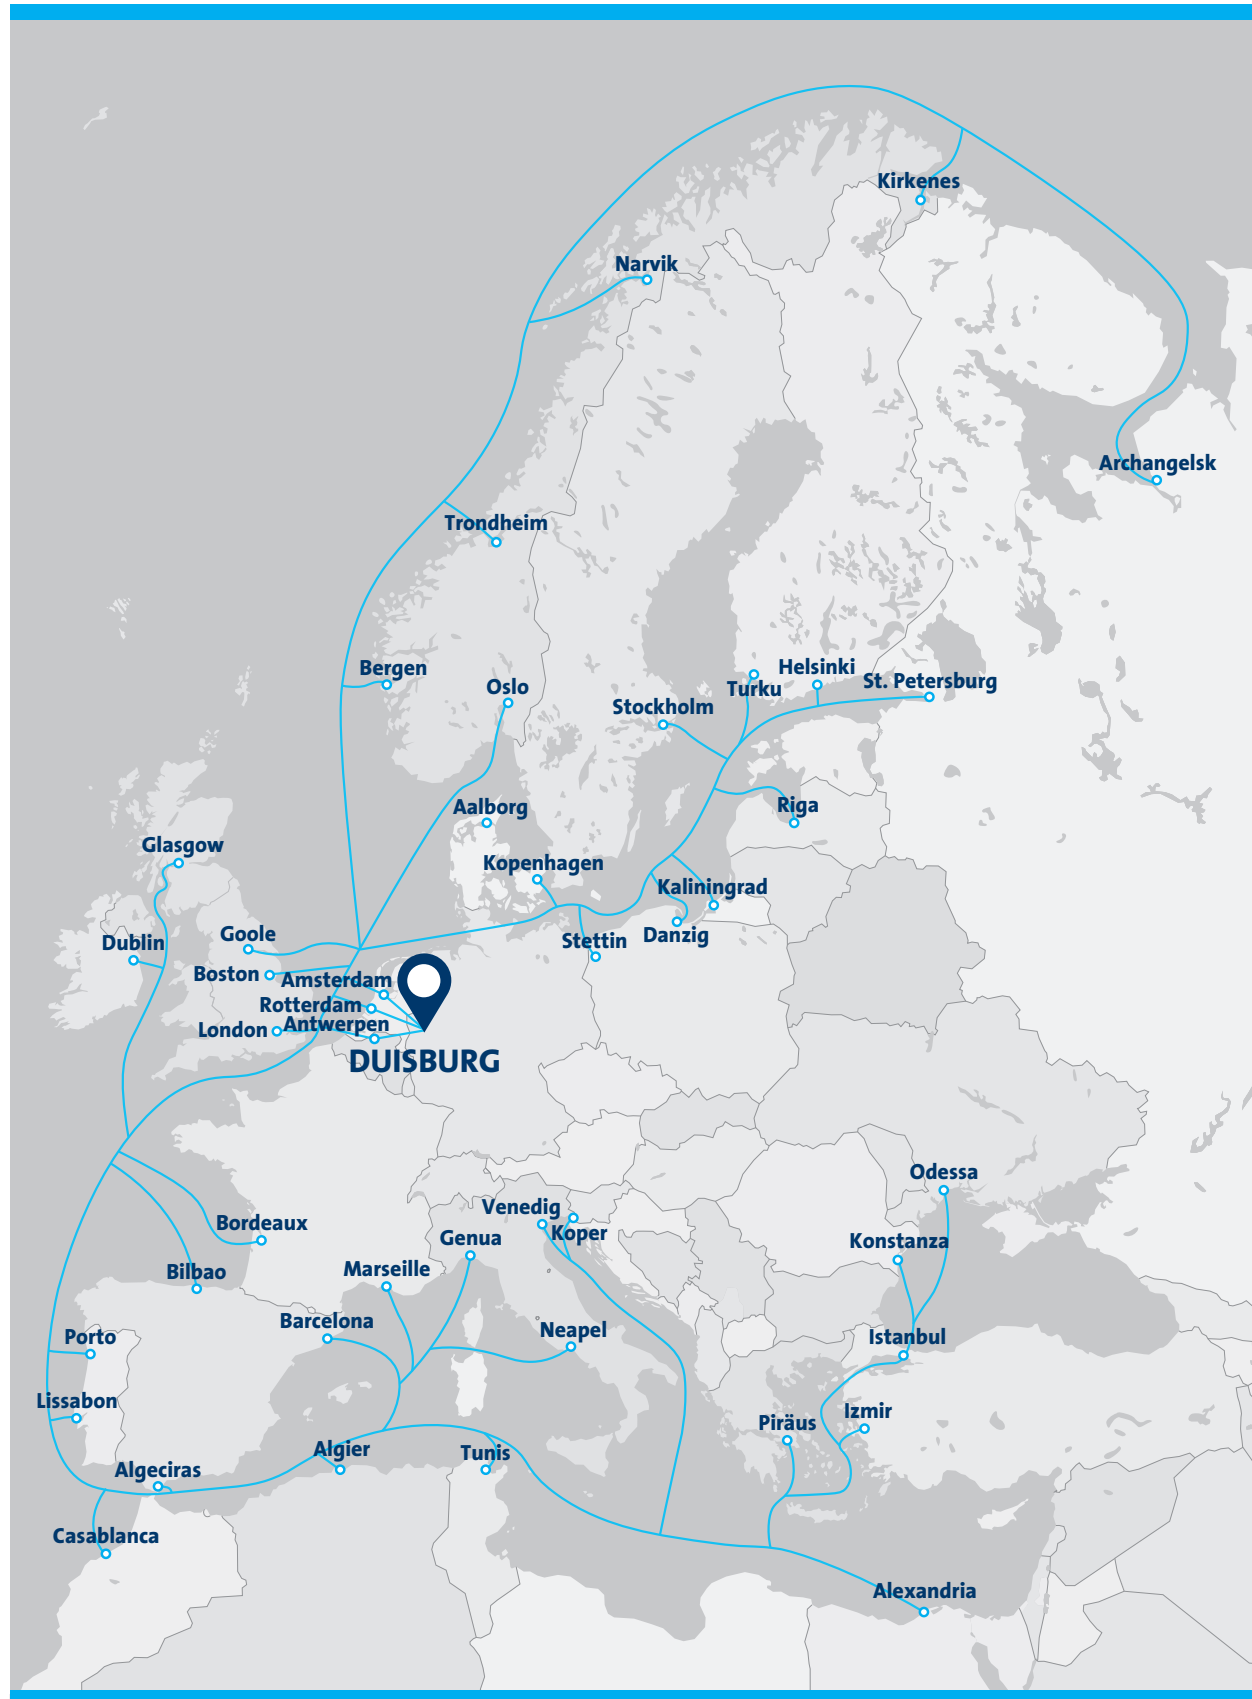 Kirkenes
Narvik
Archangelsk
Trondheim
Bergen
Oslo
Helsinki
St. Petersburg
Turku
Stockholm
Aalborg
Riga
Glasgow
Kopenhagen
Kaliningrad
Goole
Dublin
Stettin
Danzig
Boston
Amsterdam
Rotterdam
London
Antwerpen
DUISBURG
Odessa
Venedig
Bordeaux
Koper
Genua
Konstanza
Bilbao
Marseille
Barcelona
Neapel
Porto
Istanbul
Lissabon
Izmir
Piräus
Algier
Tunis
Algeciras
Casablanca
Alexandria